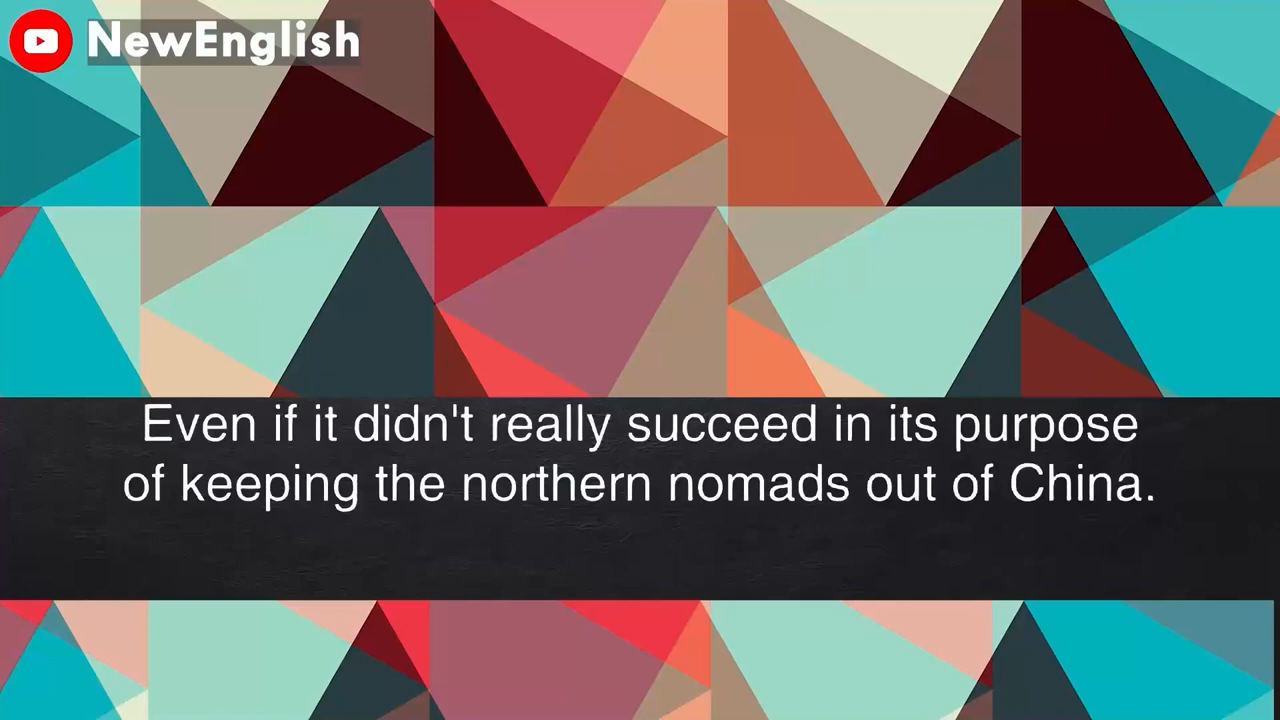 NewEnglish
Even if it didn't really succeed in its purpose
of keeping the northern nomads out of China.